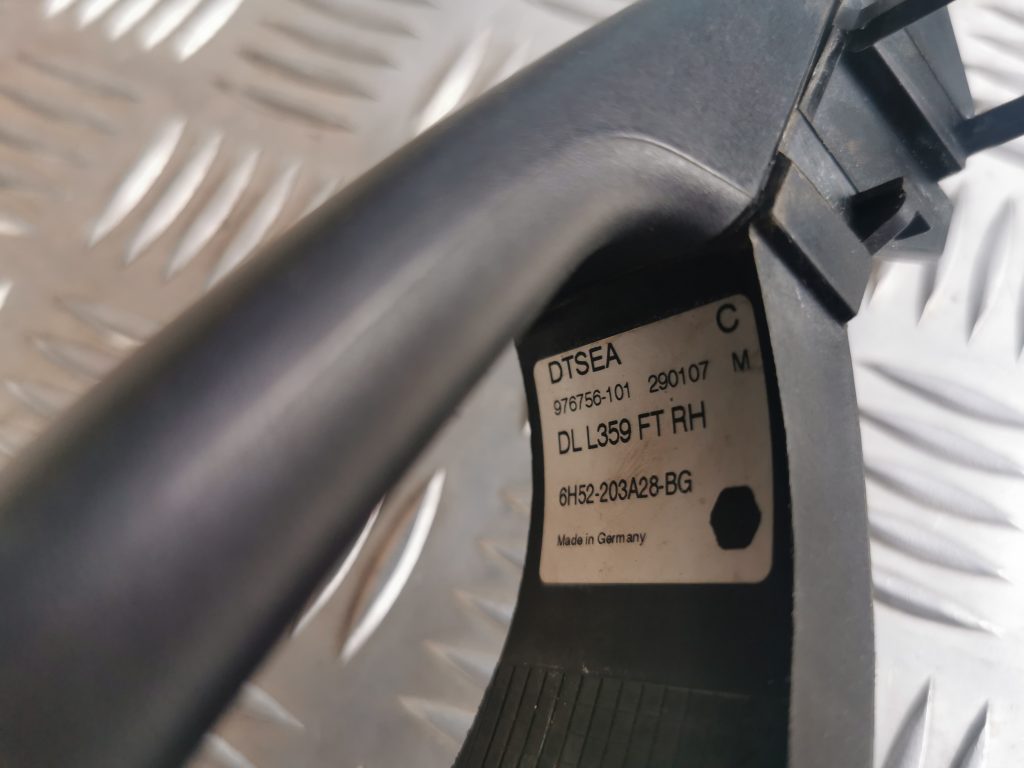 DTSEA C
976756-101 290107 M
DL L359 FT RH
6H52-203A28-BG
Made in Germany